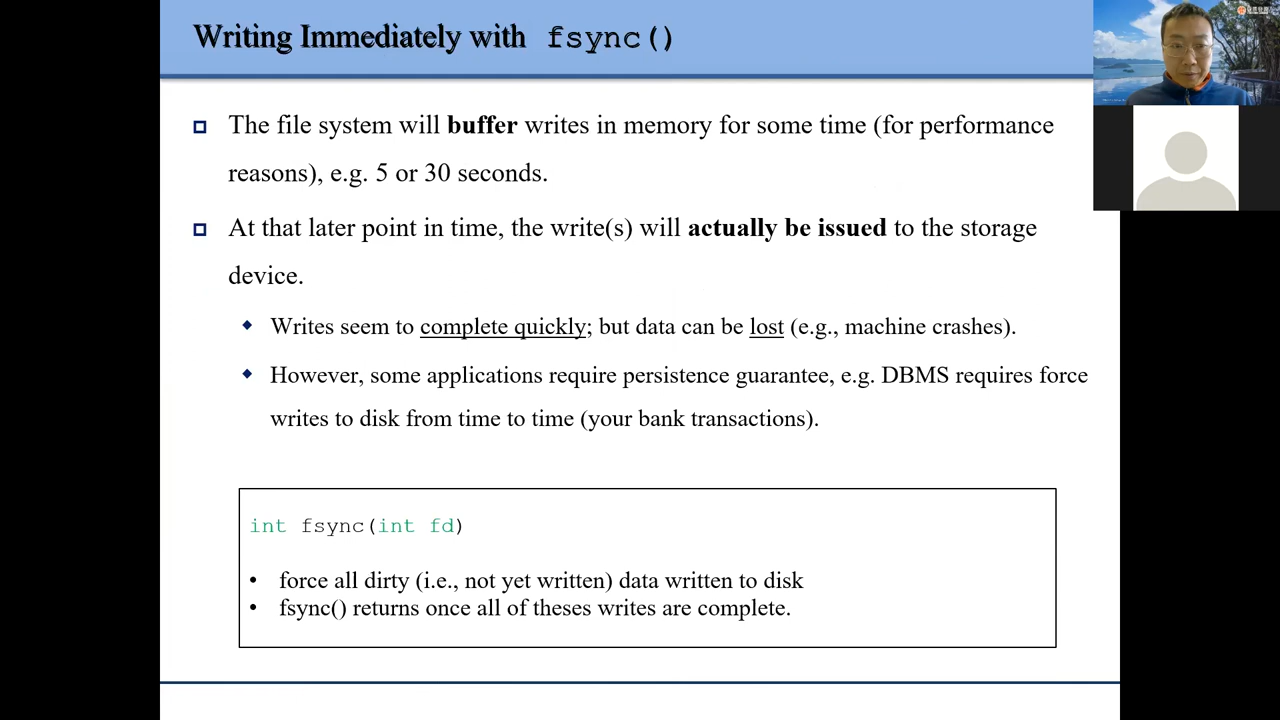 Writing Immediately with fsync()
The file system will buffer writes in memory for some time (for performance
reasons), e.g. 5 or 30 seconds.
At that later point in time, the write(s) will actually be issued to the storage
device.
Writes seem to complete quickly; but data can be lost (e.g., machine crashes).
However, some applications require persistence guarantee, e.g. DBMS requires force
writes to disk from time to time (your bank transactions).
int fsync(int fd)
• force all dirty (i.e., not yet written) data written to disk
• fsync() returns once all of theses writes are complete.